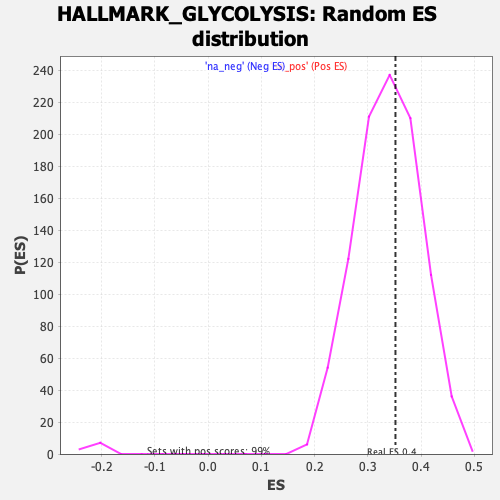 HALLMARK_GLYCOLYSIS: Random ES
distribution
'na_neg' (Neg ES)_pos' (Pos ES)
240
220
200
180
160
140
120
100
80
60
40
20
0
P(ES)
Sets with pos scores: 99%
Real ES 0.4
-0.2 -0.1 0.0 0.1 0.2 0.3 0.4 0.5
ES